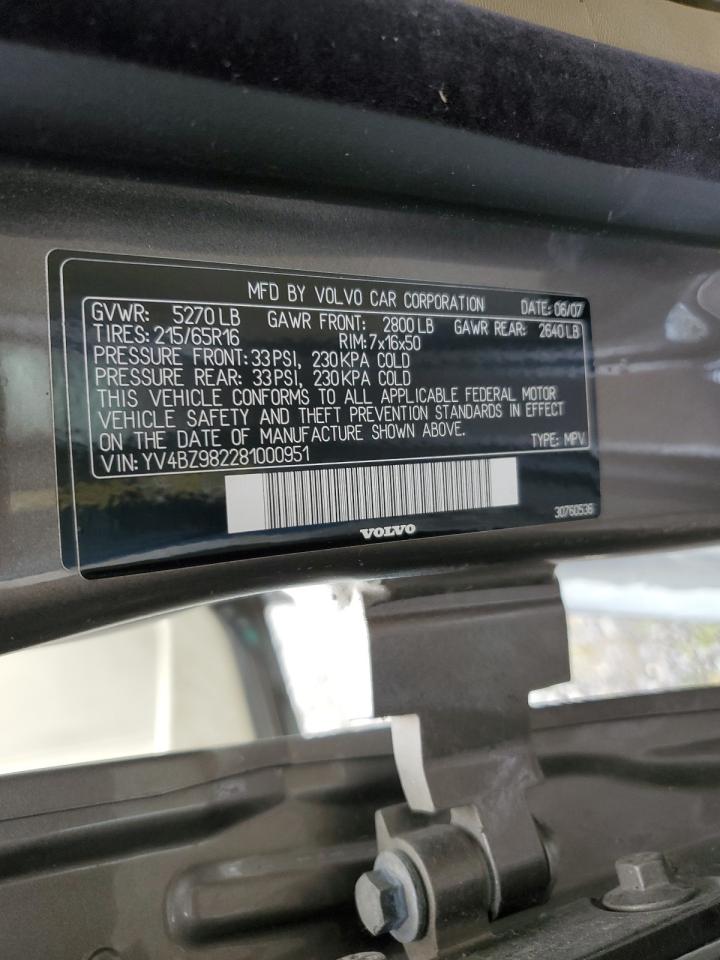 MFD BY VOLVO CAR CORPORATION DATE: 06/07
GVWR: 5270 LB GAWR FRONT: 2800 LB GAWR REAR: 2640 LB
TIRES: 215/65R16 RIM: 7x16x50
PRESSURE FRONT: 33 PSI, 230 KPA COLD
PRESSURE REAR: 33 PSI, 230 KPA COLD
THIS VEHICLE CONFORMS TO ALL APPLICABLE FEDERAL MOTOR
VEHICLE SAFETY AND THEFT PREVENTION STANDARDS IN EFFECT
ON THE DATE OF MANUFACTURE SHOWN ABOVE. TYPE: MPV
VIN: YV4BZ982281000951
30760536
VOLVO